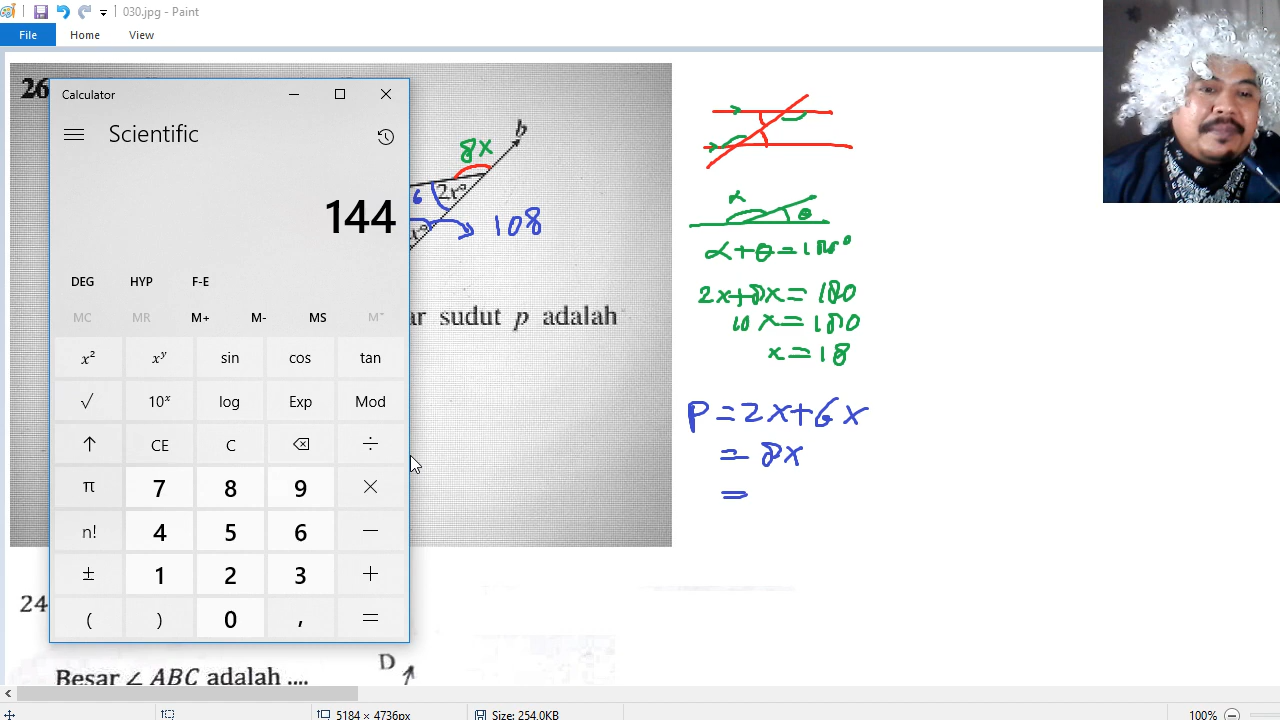 030.jpg - Paint
File Home View
26
Calculator
Scientific
144
DEG HYP F-E
MC MR M+ M- MS M˅
x² xʸ sin cos tan
√ 10ˣ log Exp Mod
↑ CE C ÷
π 7 8 9 ×
n! 4 5 6 −
± 1 2 3 +
( ) 0 , =
b
8x
6
2x°
108
x°
ar sudut p adalah
α
θ
α+θ=180°
2x+8x=180
10x=180
x=18
P=2x+6x
=8x
=
24
D
Besar ∠ ABC adalah ....
5184 × 4736px
Size: 254.0KB
100%